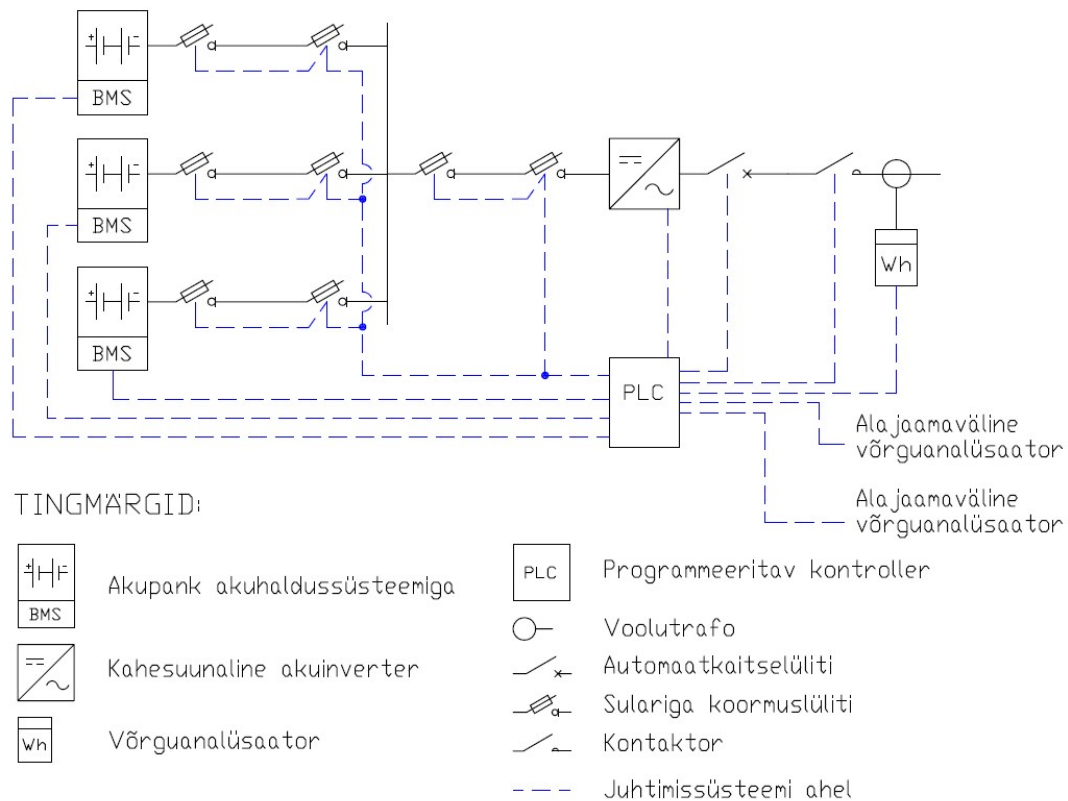 BMS
BMS
BMS
Wh
PLC
Alajaamaväline
võrguanalüsaator
Alajaamaväline
võrguanalüsaator
TINGMÄRGID:
BMS
Akupank akuhaldussüsteemiga
Kahesuunaline akuinverter
Wh
Võrguanalüsaator
PLC
Programmeeritav kontroller
Voolutrafo
Automaatkaitselüliti
Sulariga koormuslüliti
Kontaktor
Juhtimissüsteemi ahel